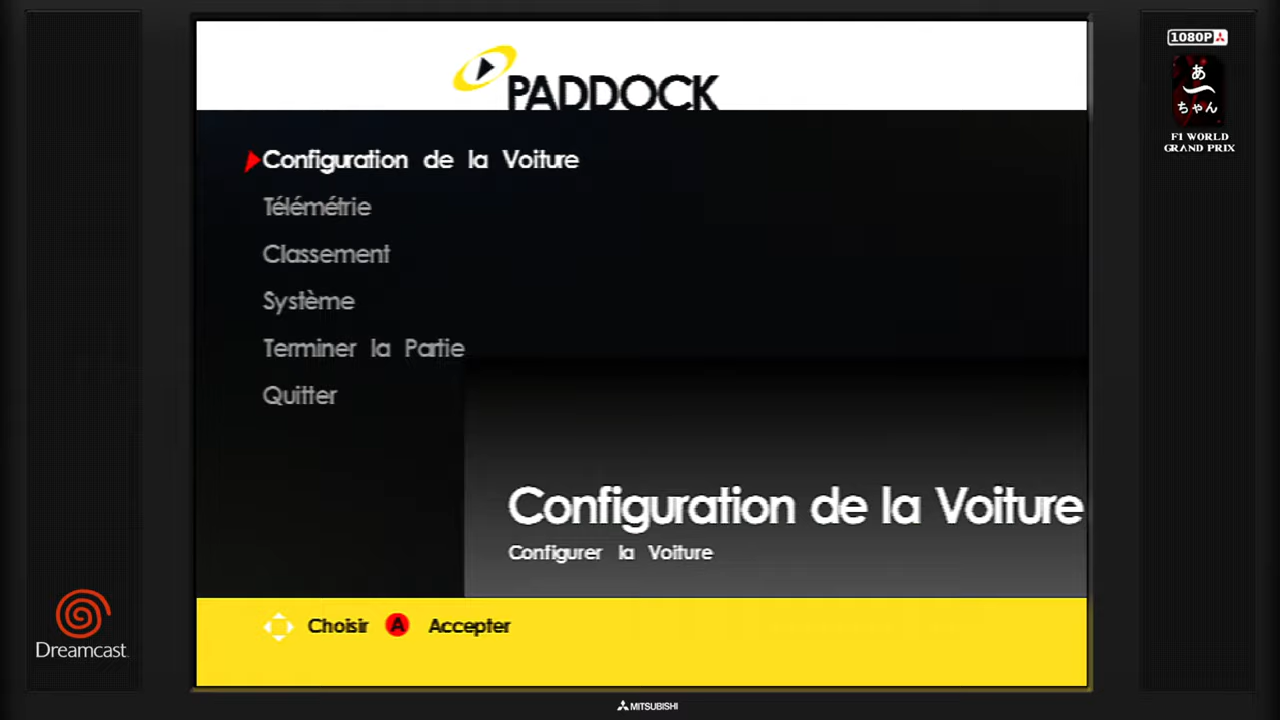 PADDOCK
Configuration de la Voiture
Télémétrie
Classement
Système
Terminer la Partie
Quitter
Configuration de la Voiture
Configurer la Voiture
Choisir A Accepter
1080P
あ
ー
ちゃん
F1 WORLD
GRAND PRIX
Dreamcast
MITSUBISHI